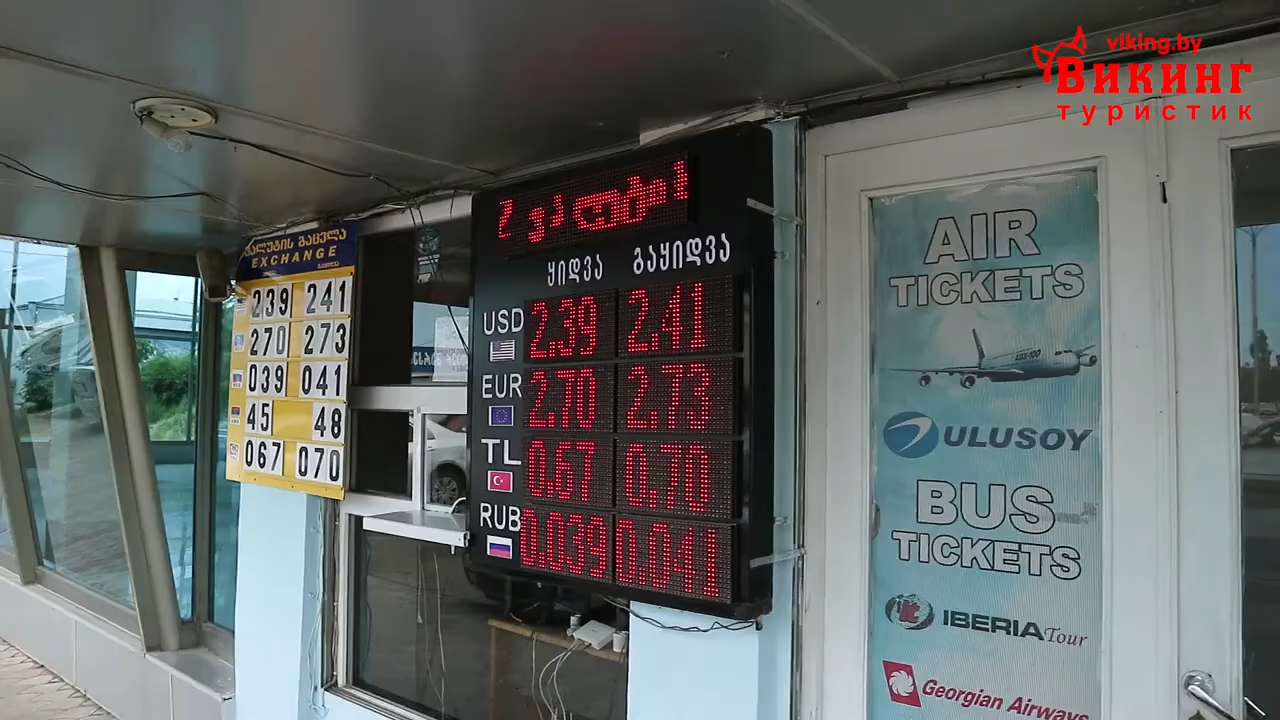 viking.by
Викинг
туристик
ვალუტის გაცვლა
EXCHANGE
239 241
270 273
039 041
45 48
067 070
ყიდვა გაყიდვა
USD 2.39 2.41
EUR 2.70 2.73
TL 0.67 0.70
RUB 0.039 0.041
AIR
TICKETS
ULUSOY
BUS
TICKETS
IBERIA Tour
Georgian Airways